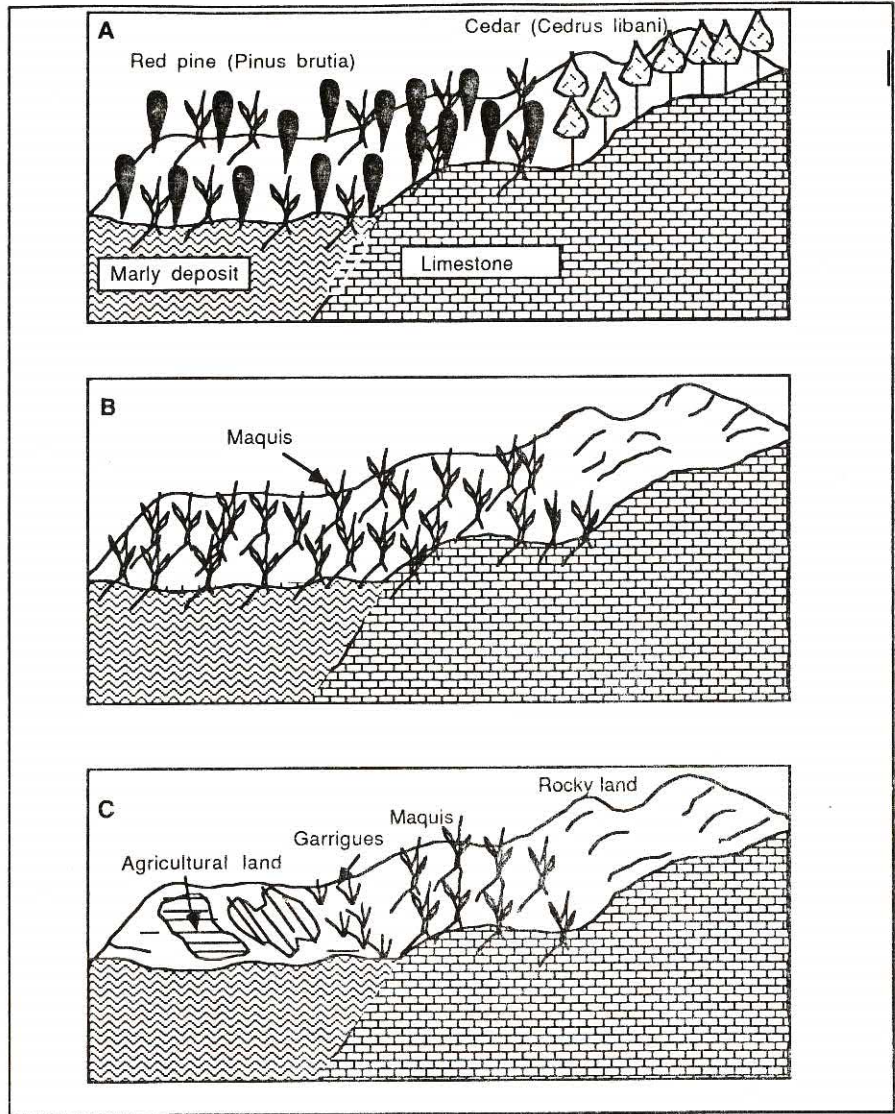 A
Cedar (Cedrus libani)
Red pine (Pinus brutia)
Marly deposit
Limestone
B
Maquis
C
Rocky land
Maquis
Garrigues
Agricultural land